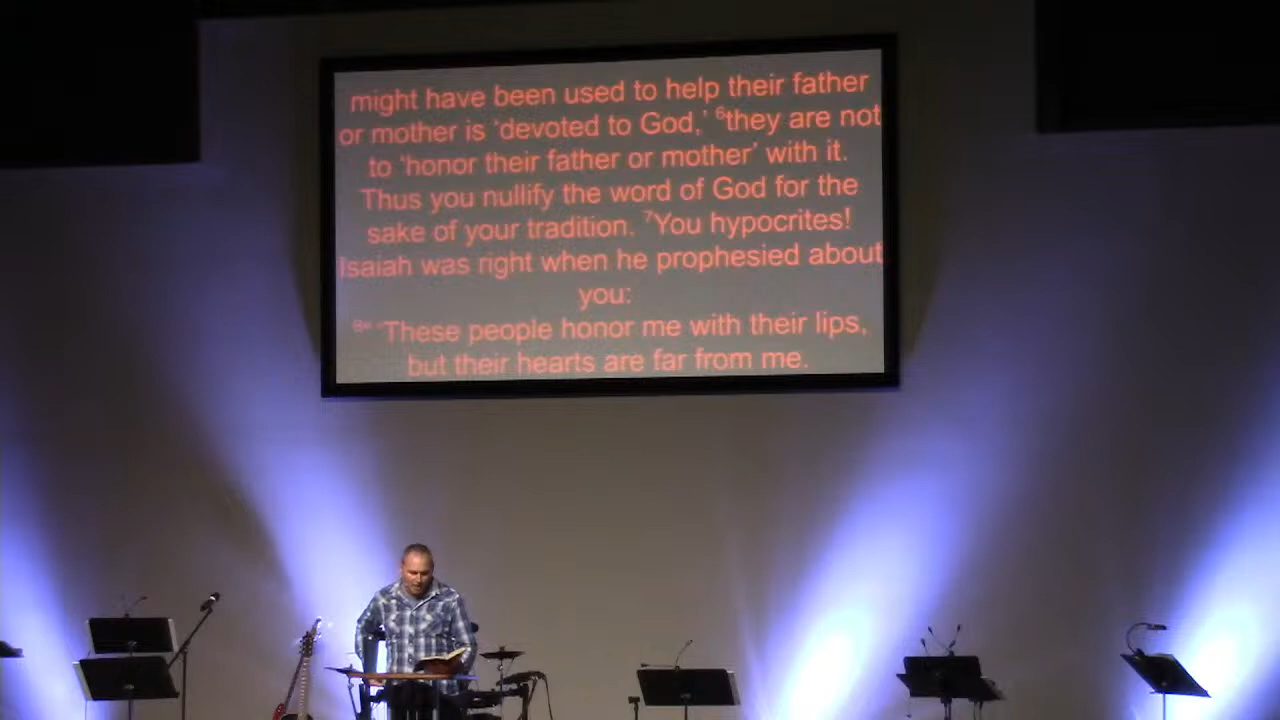 might have been used to help their father
or mother is ‘devoted to God,’ ⁶they are not
to ‘honor their father or mother’ with it.
Thus you nullify the word of God for the
sake of your tradition. ⁷You hypocrites!
Isaiah was right when he prophesied about
you:
⁸“ ‘These people honor me with their lips,
but their hearts are far from me.